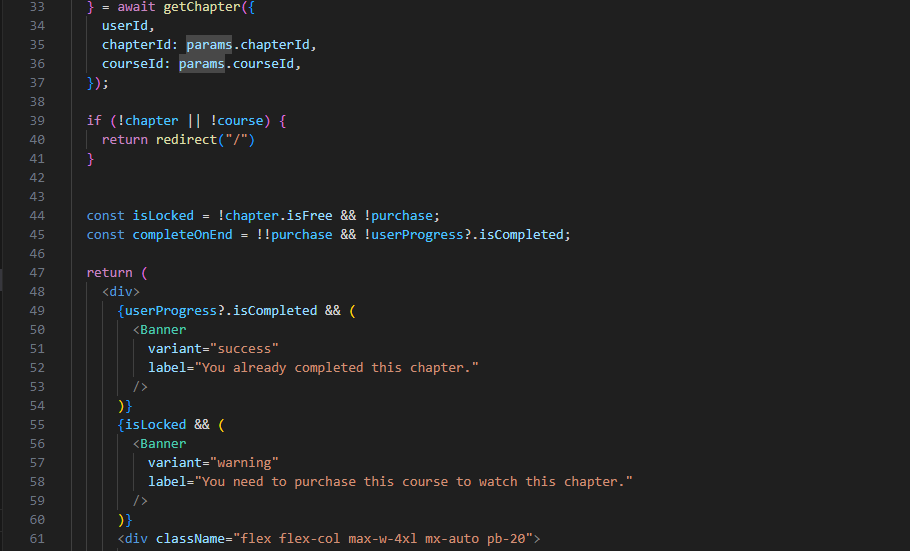 33 } = await getChapter({
34 userId,
35 chapterId: params.chapterId,
36 courseId: params.courseId,
37 });
38
39 if (!chapter || !course) {
40 return redirect("/")
41 }
42
43
44 const isLocked = !chapter.isFree && !purchase;
45 const completeOnEnd = !!purchase && !userProgress?.isCompleted;
46
47 return (
48 <div>
49 {userProgress?.isCompleted && (
50 <Banner
51 variant="success"
52 label="You already completed this chapter."
53 />
54 )}
55 {isLocked && (
56 <Banner
57 variant="warning"
58 label="You need to purchase this course to watch this chapter."
59 />
60 )}
61 <div className="flex flex-col max-w-4xl mx-auto pb-20">